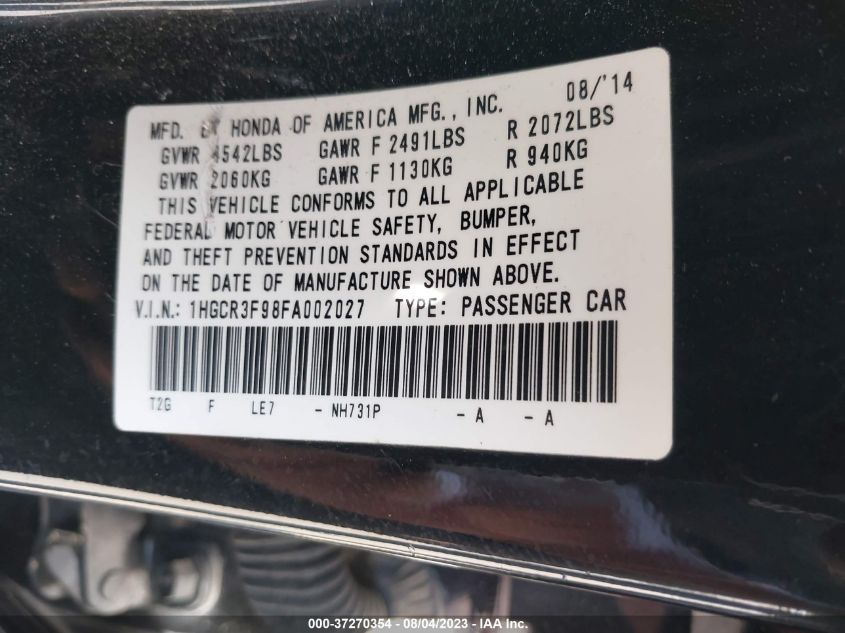 MFD. BY HONDA OF AMERICA MFG., INC. 08/'14
GVWR 4542LBS GAWR F 2491LBS R 2072LBS
GVWR 2060KG GAWR F 1130KG R 940KG
THIS VEHICLE CONFORMS TO ALL APPLICABLE
FEDERAL MOTOR VEHICLE SAFETY, BUMPER,
AND THEFT PREVENTION STANDARDS IN EFFECT
ON THE DATE OF MANUFACTURE SHOWN ABOVE.
V.I.N.: 1HGCR3F98FA002027 TYPE: PASSENGER CAR
T2G F LE7 - NH731P - A - A
000-37270354 - 08/04/2023 - IAA Inc.